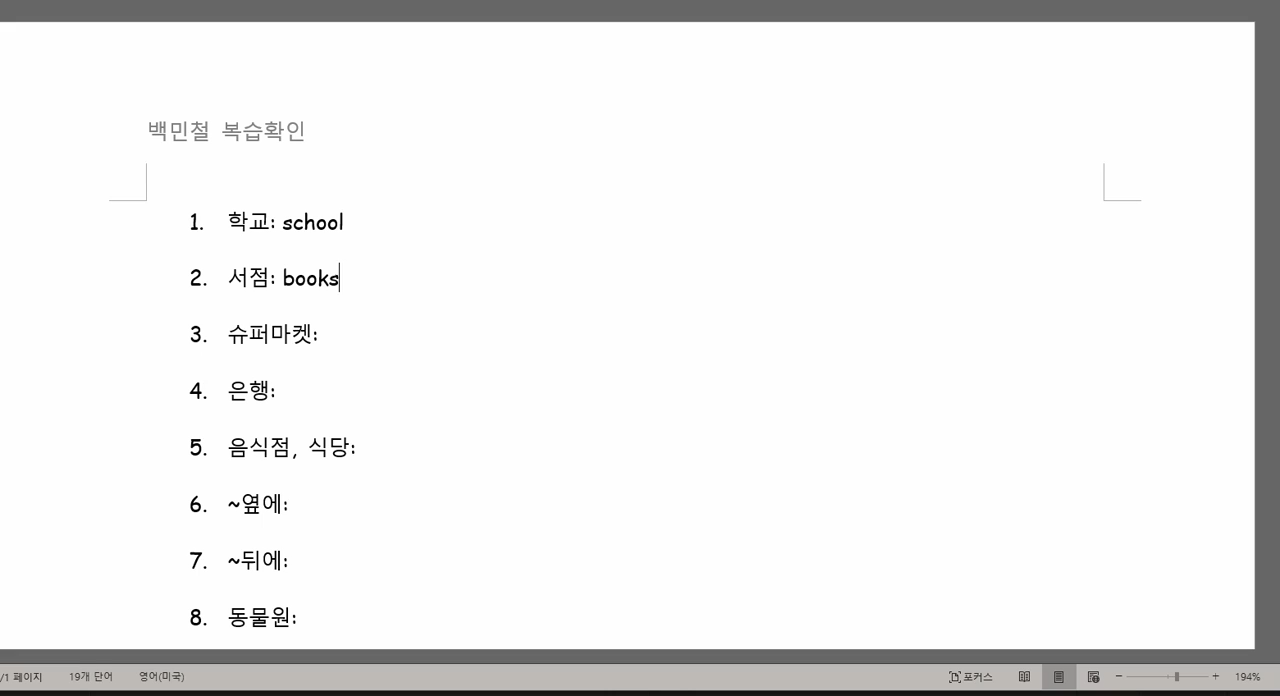 백민철 복습확인
1. 학교: school
2. 서점: books
3. 슈퍼마켓:
4. 은행:
5. 음식점, 식당:
6. ~옆에:
7. ~뒤에:
8. 동물원:
/1 페이지 19개 단어 영어(미국) 포커스 − + 194%